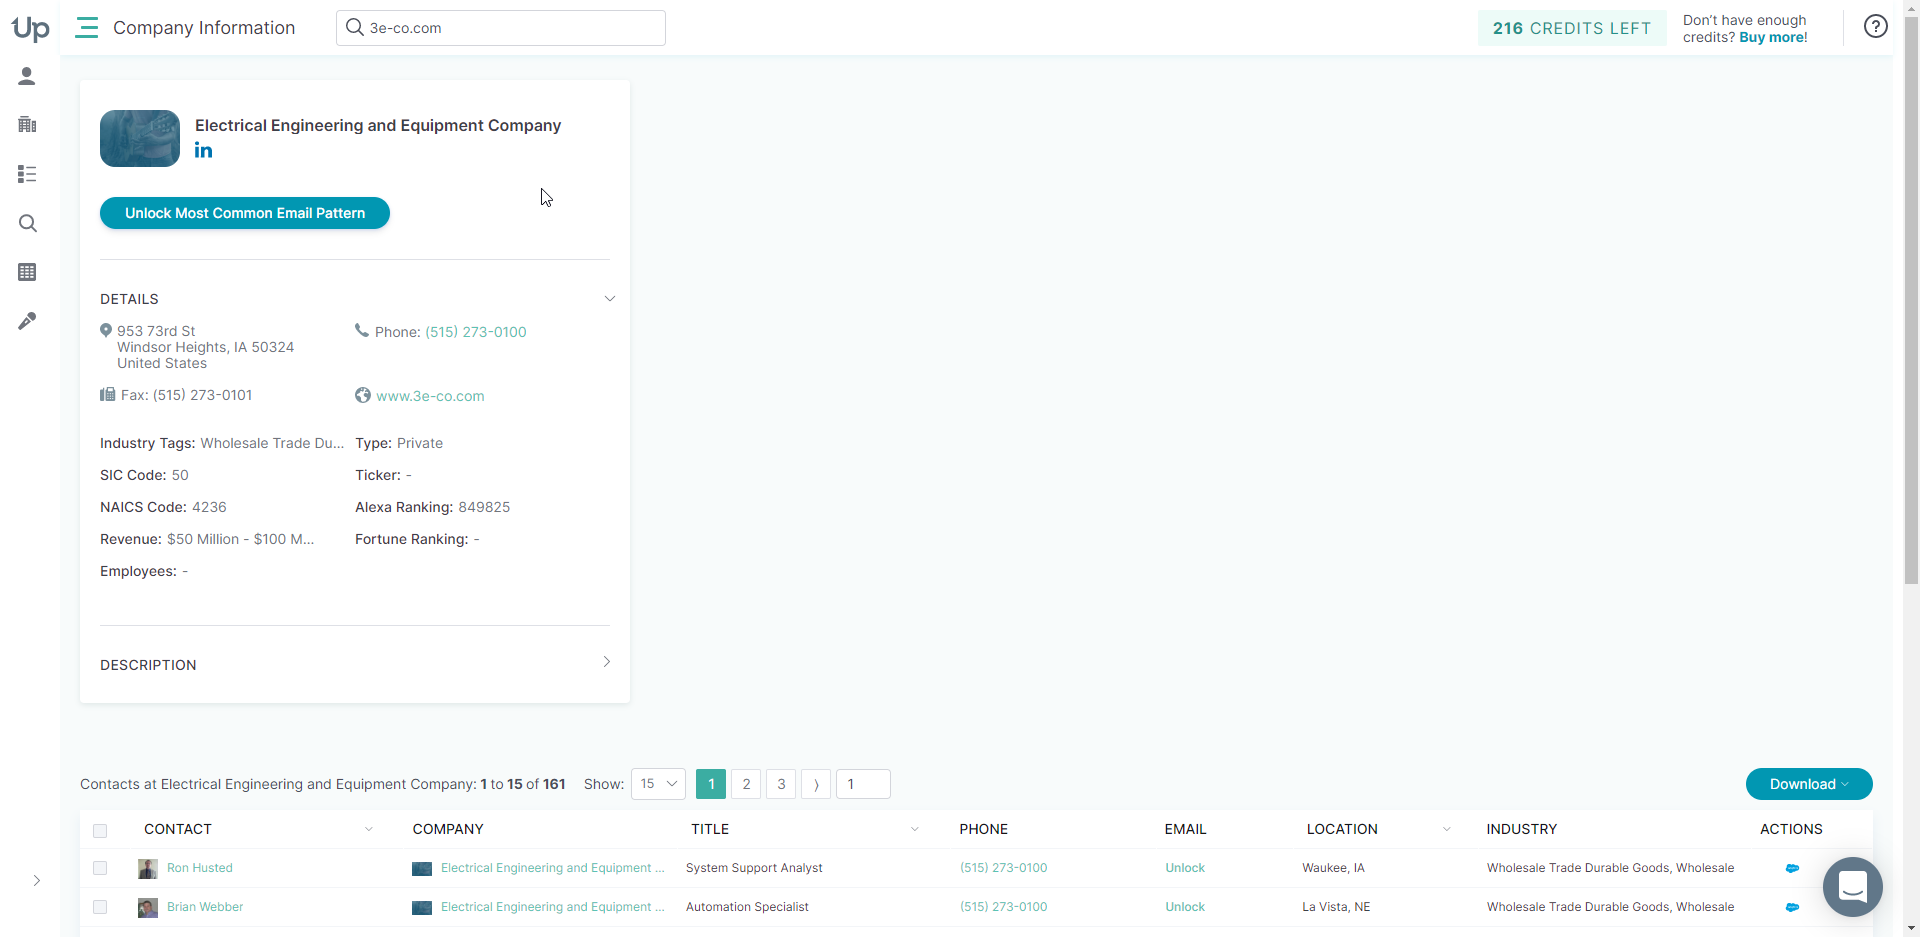 Up
Company Information
3e-co.com
216 CREDITS LEFT
Don't have enough
credits? Buy more!
?
Electrical Engineering and Equipment Company
in
Unlock Most Common Email Pattern
DETAILS
953 73rd St
Windsor Heights, IA 50324
United States
Phone: (515) 273-0100
Fax: (515) 273-0101
www.3e-co.com
Industry Tags: Wholesale Trade Du...
Type: Private
SIC Code: 50
Ticker: -
NAICS Code: 4236
Alexa Ranking: 849825
Revenue: $50 Million - $100 M...
Fortune Ranking: -
Employees: -
DESCRIPTION
Contacts at Electrical Engineering and Equipment Company: 1 to 15 of 161 Show: 15 1 2 3 ⟩ 1
Download
CONTACT COMPANY TITLE PHONE EMAIL LOCATION INDUSTRY ACTIONS
Ron Husted Electrical Engineering and Equipment ... System Support Analyst (515) 273-0100 Unlock Waukee, IA Wholesale Trade Durable Goods, Wholesale
Brian Webber Electrical Engineering and Equipment ... Automation Specialist (515) 273-0100 Unlock La Vista, NE Wholesale Trade Durable Goods, Wholesale